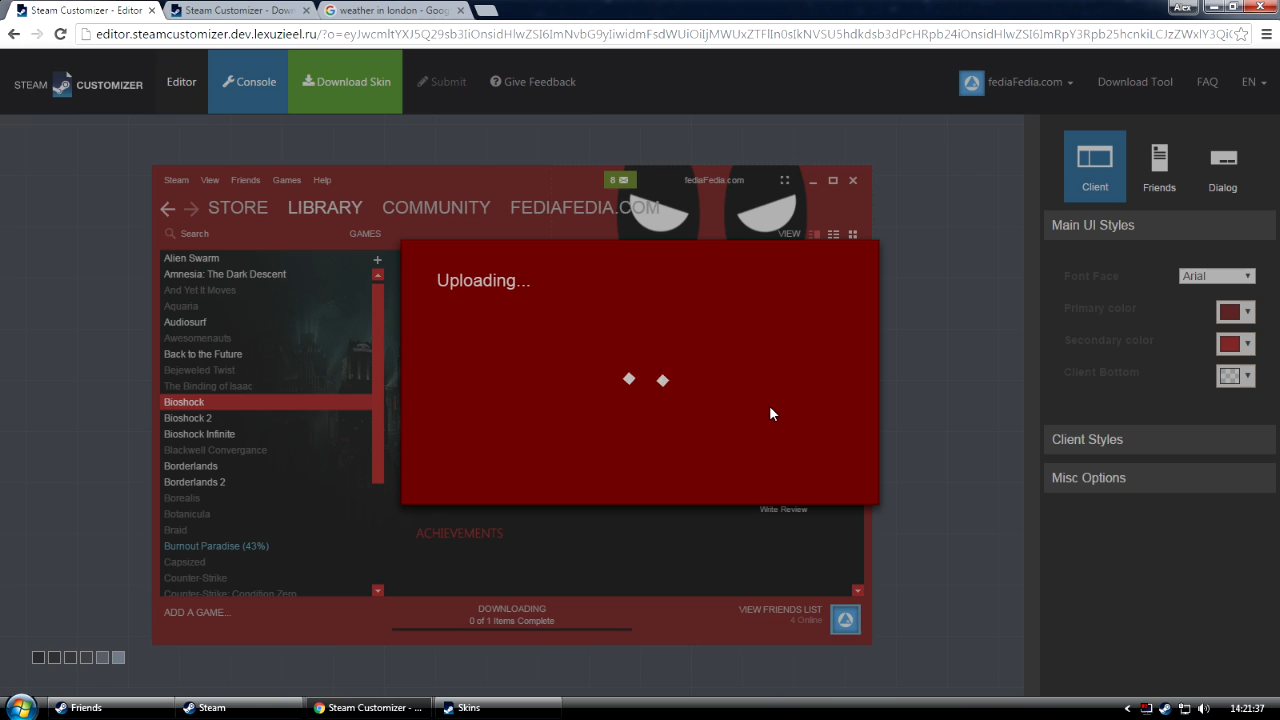 Steam Customizer - Editor
Steam Customizer - Down
weather in london - Goog
Alex
editor.steamcustomizer.dev.lexuzieel.ru
STEAM CUSTOMIZER
Editor
Console
Download Skin
Submit
Give Feedback
fediaFedia.com
Download Tool
FAQ
EN
Steam View Friends Games Help
8
fediaFedia.com
STORE LIBRARY COMMUNITY FEDIAFEDIA.COM
Search
GAMES
VIEW
Alien Swarm
Amnesia: The Dark Descent
And Yet It Moves
Aquaria
Audiosurf
Awesomenauts
Back to the Future
Bejeweled Twist
The Binding of Isaac
Bioshock
Bioshock 2
Bioshock Infinite
Blackwell Convergance
Borderlands
Borderlands 2
Borealis
Botanicula
Braid
Burnout Paradise (43%)
Capsized
Counter-Strike
Counter-Strike: Condition Zero
Uploading...
Write Review
ACHIEVEMENTS
ADD A GAME...
DOWNLOADING
0 of 1 Items Complete
VIEW FRIENDS LIST
4 Online
Client
Friends
Dialog
Main UI Styles
Font Face
Arial
Primary color
Secondary color
Client Bottom
Client Styles
Misc Options
Friends
Steam
Steam Customizer - ...
Skins
14:21:37